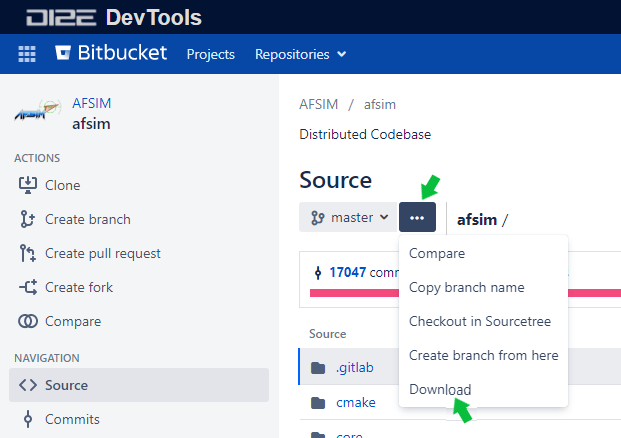 DI2E DevTools
Bitbucket Projects Repositories
AFSIM
afsim
ACTIONS
Clone
Create branch
Create pull request
Create fork
Compare
NAVIGATION
Source
Commits
AFSIM / afsim
Distributed Codebase
Source
master ... afsim /
Compare
Copy branch name
Checkout in Sourcetree
Create branch from here
Download
17047 comm
Source
.gitlab
cmake
core